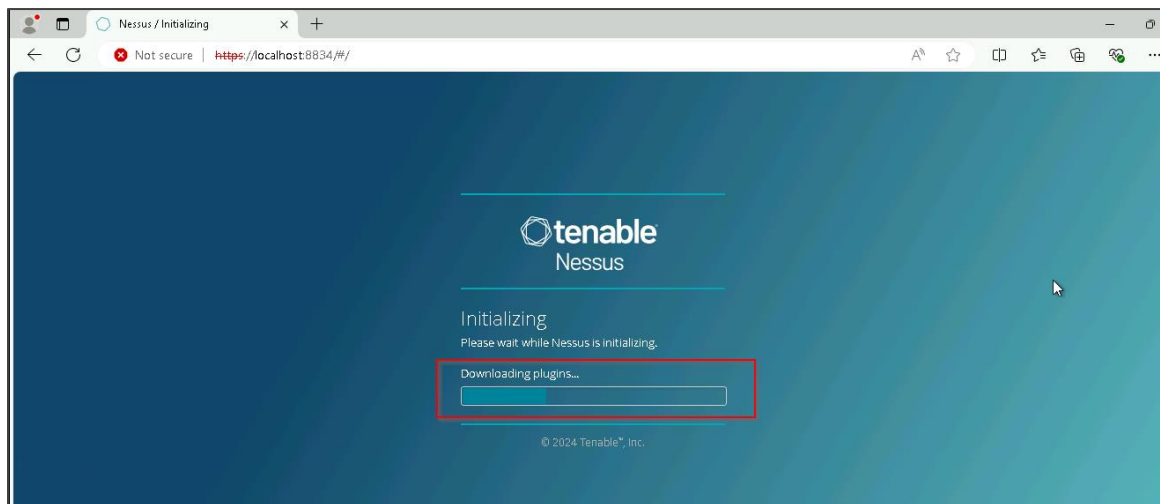 Nessus / Initializing
Not secure https://localhost:8834/#/
tenable
Nessus
Initializing
Please wait while Nessus is initializing.
Downloading plugins...
© 2024 Tenable™, Inc.